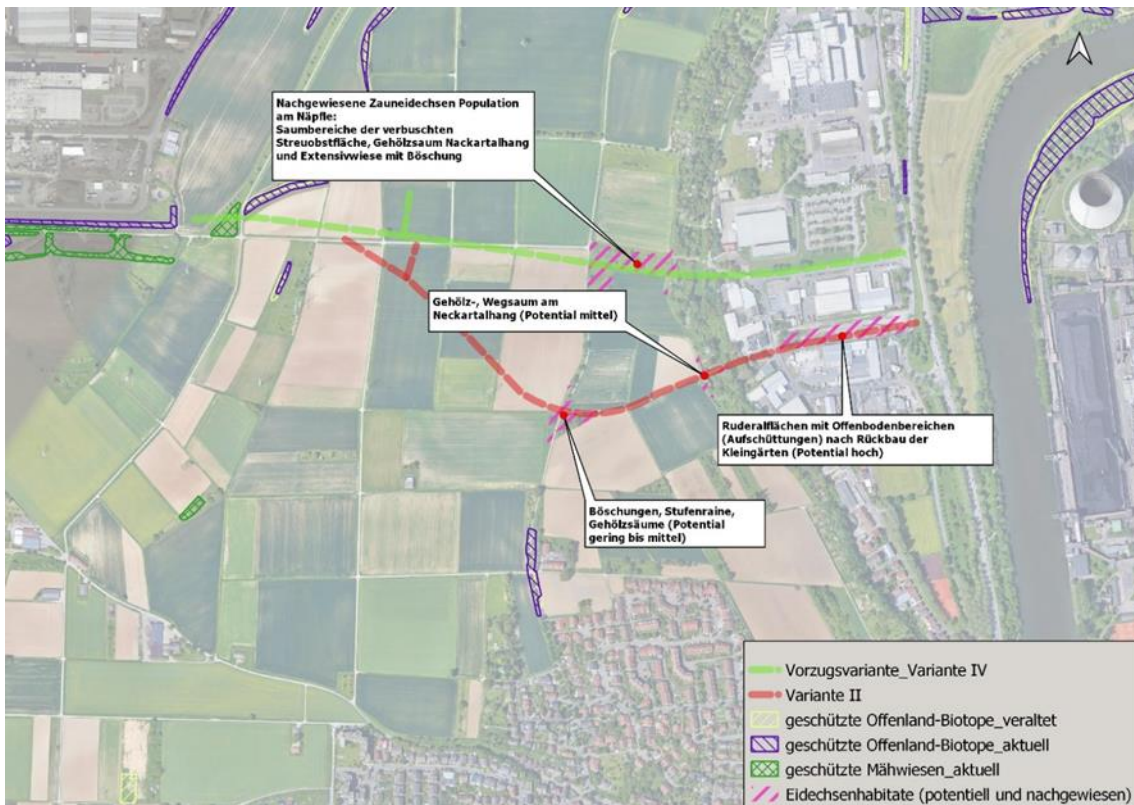 Nachgewiesene Zauneidechsen Population
am Näpfle:
Saumbereiche der verbuschten
Streuobstfläche, Gehölzsaum Nackartalhang
und Extensivwiese mit Böschung
Gehölz-, Wegsaum am
Neckartalhang (Potential mittel)
Ruderalflächen mit Offenbodenbereichen
(Aufschüttungen) nach Rückbau der
Kleingärten (Potential hoch)
Böschungen, Stufenraine,
Gehölzsäume (Potential
gering bis mittel)
Vorzugsvariante_Variante IV
Variante II
geschützte Offenland-Biotope_veraltet
geschützte Offenland-Biotope_aktuell
geschützte Mähwiesen_aktuell
Eidechsenhabitate (potentiell und nachgewiesen)